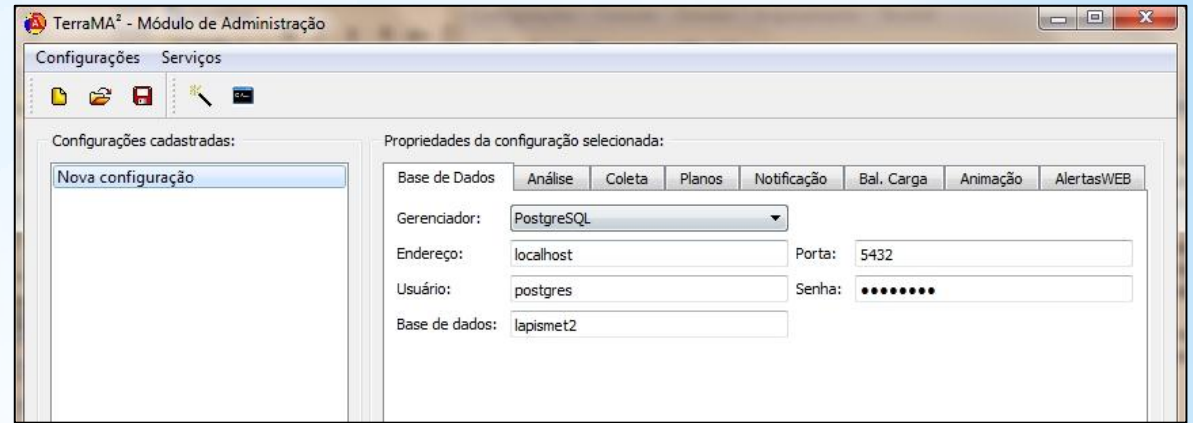 TerraMA² - Módulo de Administração
Configurações Serviços
Configurações cadastradas:
Nova configuração
Propriedades da configuração selecionada:
Base de Dados Análise Coleta Planos Notificação Bal. Carga Animação AlertasWEB
Gerenciador: PostgreSQL
Endereço: localhost Porta: 5432
Usuário: postgres Senha: ●●●●●●●●
Base de dados: lapismet2